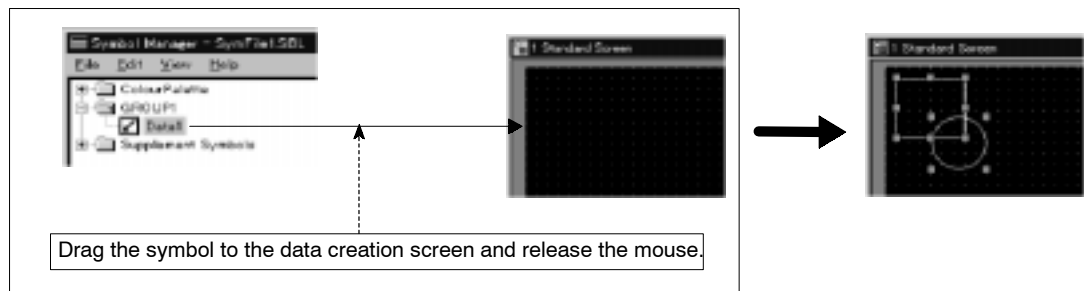 Symbol Manager - SymFile1.SBL
File Edit View Help
ColourPalette
GROUP1
Data0
Supplement Symbols
1 Standard Screen
1 Standard Screen
Drag the symbol to the data creation screen and release the mouse.